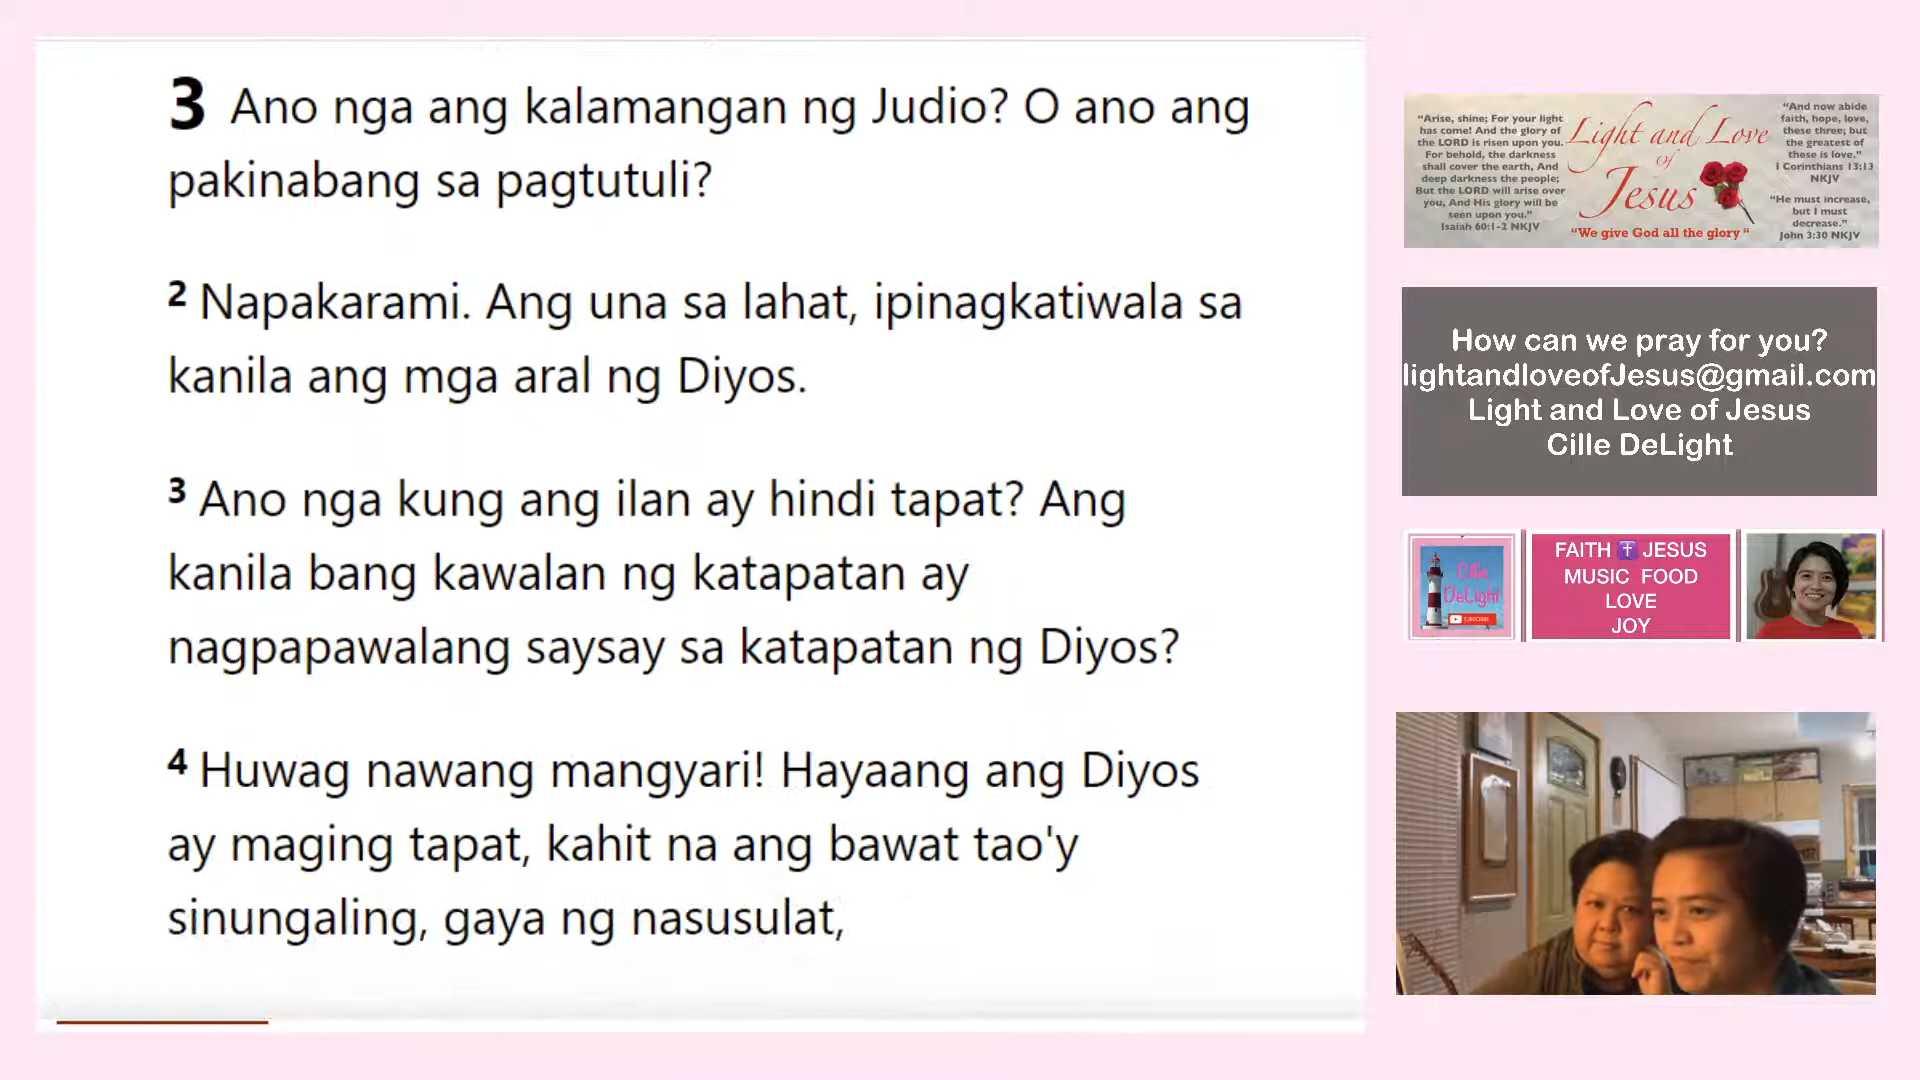 3 Ano nga ang kalamangan ng Judio? O ano ang
pakinabang sa pagtutuli?
2 Napakarami. Ang una sa lahat, ipinagkatiwala sa
kanila ang mga aral ng Diyos.
3 Ano nga kung ang ilan ay hindi tapat? Ang
kanila bang kawalan ng katapatan ay
nagpapawalang saysay sa katapatan ng Diyos?
4 Huwag nawang mangyari! Hayaang ang Diyos
ay maging tapat, kahit na ang bawat tao'y
sinungaling, gaya ng nasusulat,
“Arise, shine; For your light
has come! And the glory of
the LORD is risen upon you.
For behold, the darkness
shall cover the earth, And
deep darkness the people;
But the LORD will arise over
you, And His glory will be
seen upon you.”
Isaiah 60:1-2 NKJV
Light and Love
of
Jesus
“We give God all the glory “
“And now abide
faith, hope, love,
these three; but
the greatest of
these is love.”
I Corinthians 13:13
NKJV
“He must increase,
but I must
decrease.”
John 3:30 NKJV
How can we pray for you?
lightandloveofJesus@gmail.com
Light and Love of Jesus
Cille DeLight
Cille
DeLight
SUBSCRIBE
FAITH ✝️ JESUS
MUSIC FOOD
LOVE
JOY